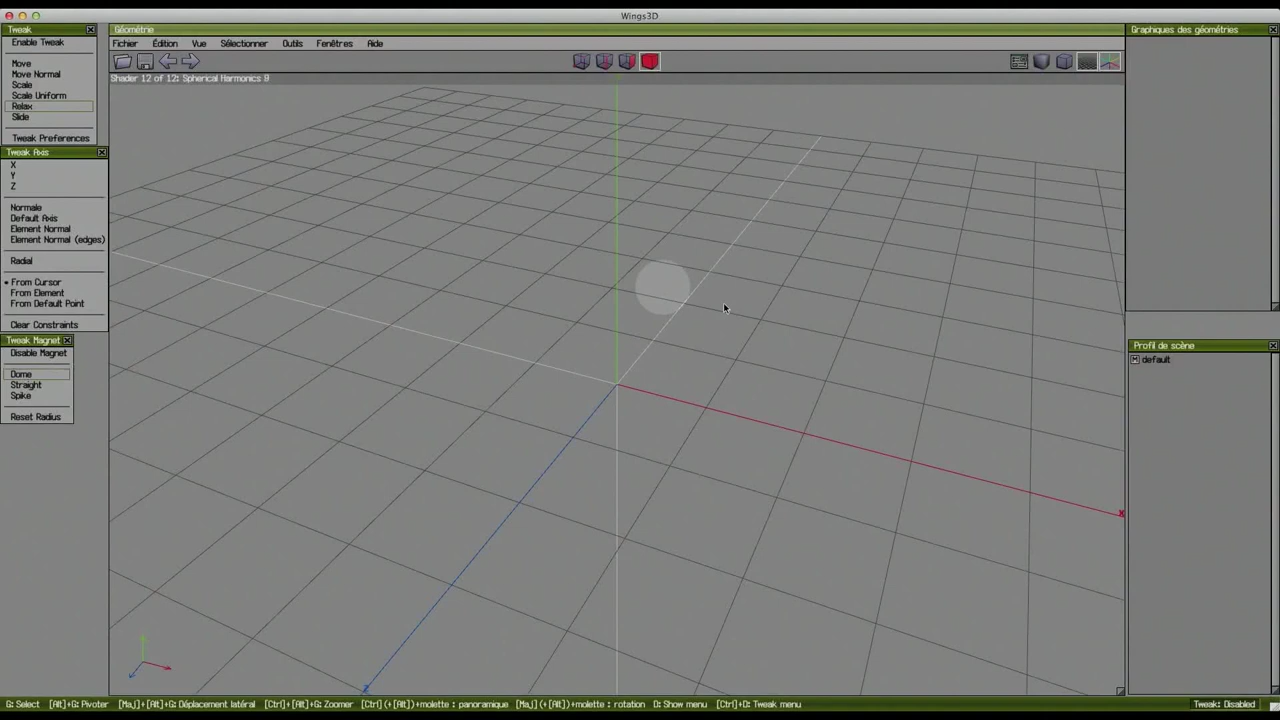 Wings3D
Tweak
Enable Tweak
Move
Move Normal
Scale
Scale Uniform
Relax
Slide
Tweak Preferences
Tweak Axis
X
Y
Z
Normale
Default Axis
Element Normal
Element Normal (edges)
Radial
From Cursor
From Element
From Default Point
Clear Constraints
Tweak Magnet
Disable Magnet
Dome
Straight
Spike
Reset Radius
Géométrie
Fichier Édition Vue Sélectionner Outils Fenêtres Aide
Shader 12 of 12: Spherical Harmonics 9
X
Z
Graphiques des géométries
Profil de scène
M default
G: Select [Alt]+G: Pivoter [Maj]+[Alt]+G: Déplacement latéral [Ctrl]+[Alt]+G: Zoomer [Ctrl](+[Alt])+molette : panoramique [Maj](+[Alt])+molette : rotation D: Show menu [Ctrl]+D: Tweak menu Tweak: Disabled